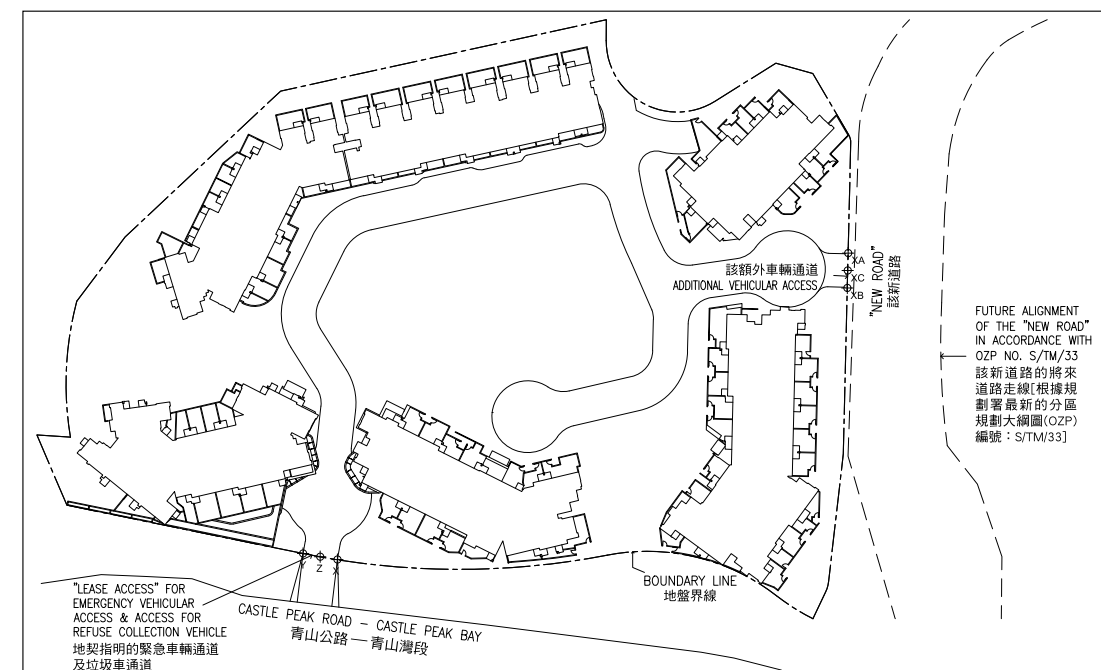 該額外車輛通道
ADDITIONAL VEHICULAR ACCESS
XA
XC
XB
"NEW ROAD"
該新道路
FUTURE ALIGNMENT
OF THE "NEW ROAD"
IN ACCORDANCE WITH
OZP NO. S/TM/33
該新道路的將來
道路走線[根據規
劃署最新的分區
規劃大綱圖(OZP)
編號：S/TM/33]
Y
Z
X
BOUNDARY LINE
地盤界線
"LEASE ACCESS" FOR
EMERGENCY VEHICULAR
ACCESS & ACCESS FOR
REFUSE COLLECTION VEHICLE
地契指明的緊急車輛通道
及垃圾車通道
CASTLE PEAK ROAD – CASTLE PEAK BAY
青山公路 — 青山灣段